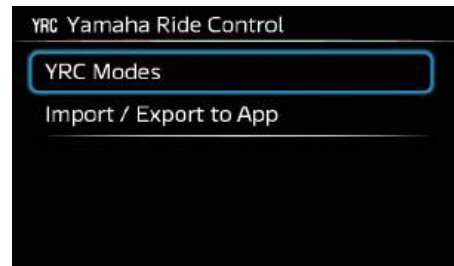 YRC Yamaha Ride Control
YRC Modes
Import / Export to App